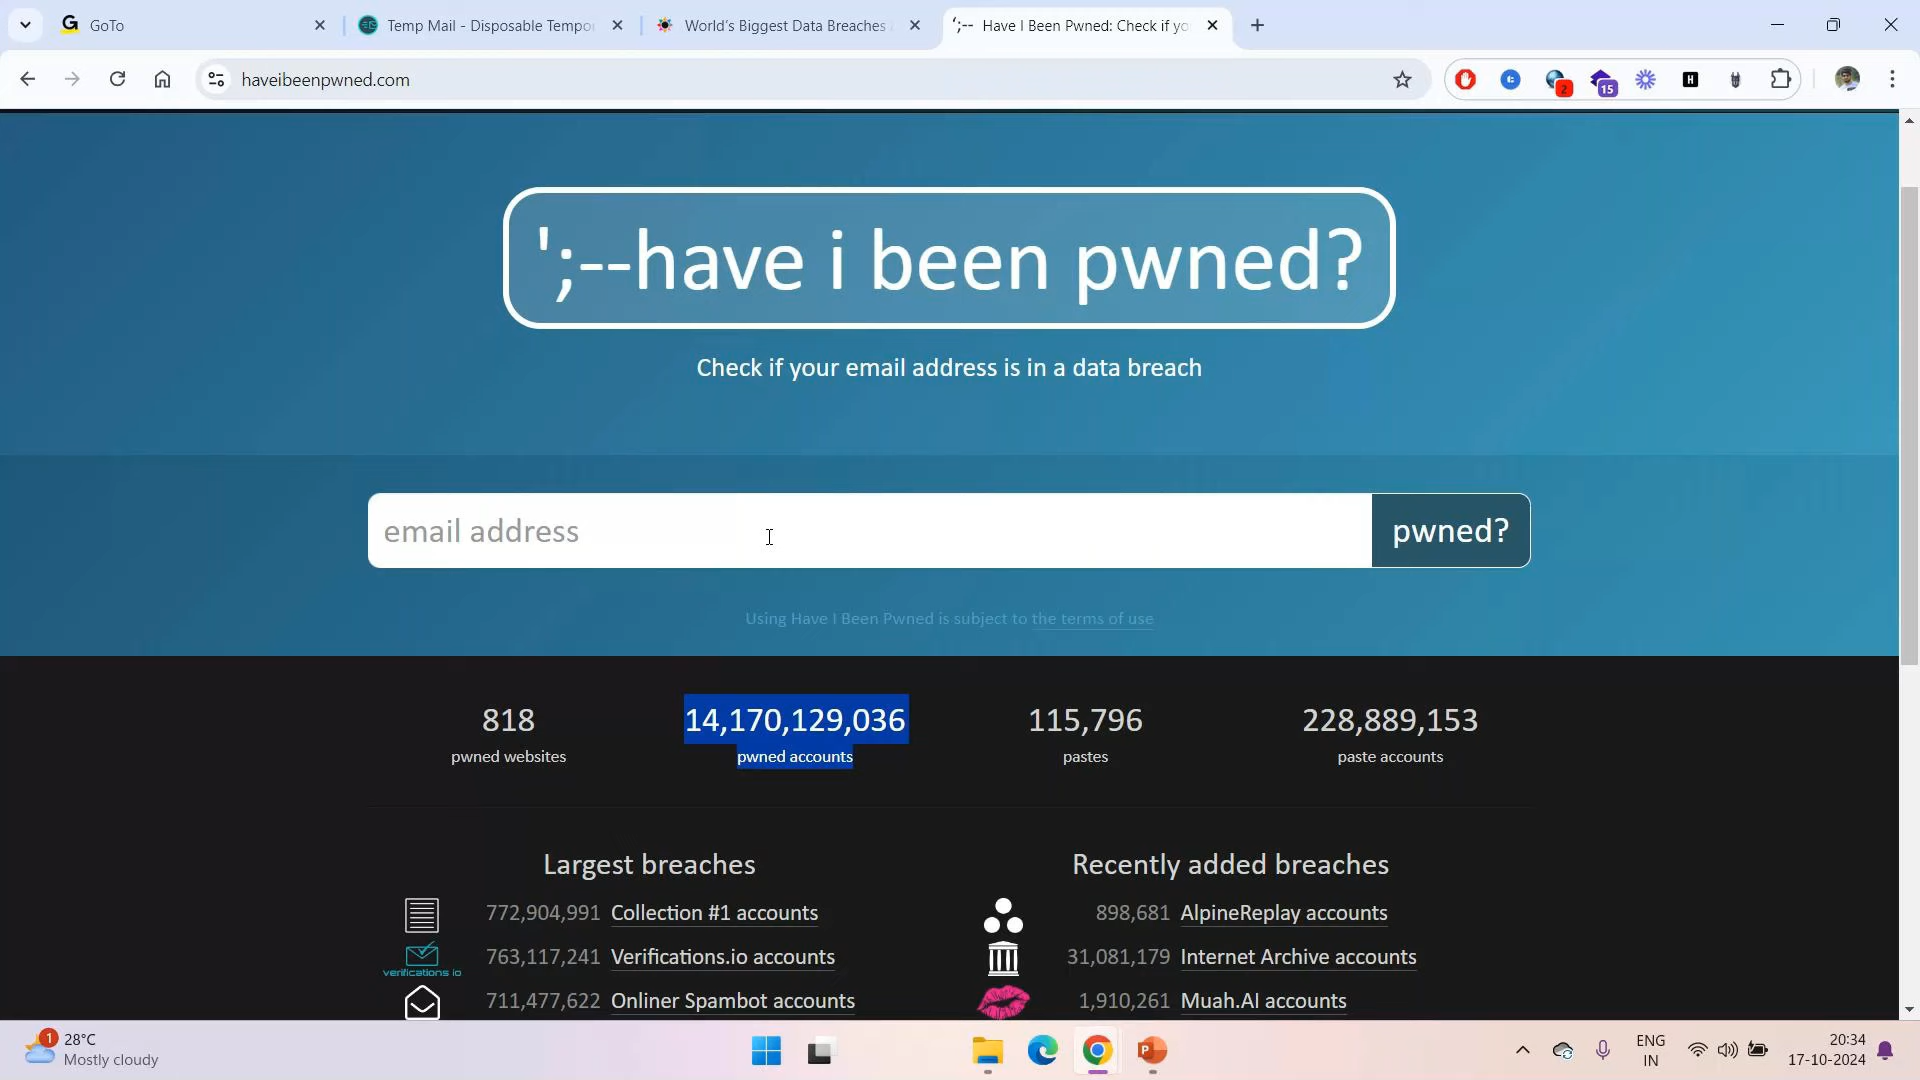 GoTo
Temp Mail - Disposable Tempo
World's Biggest Data Breaches
';-- Have I Been Pwned: Check if yo
haveibeenpwned.com
2
15
H
';--have i been pwned?
Check if your email address is in a data breach
email address
pwned?
Using Have I Been Pwned is subject to the terms of use
818
14,170,129,036
115,796
228,889,153
pwned websites
pwned accounts
pastes
paste accounts
Largest breaches
Recently added breaches
772,904,991 Collection #1 accounts
898,681 AlpineReplay accounts
verifications io
763,117,241 Verifications.io accounts
31,081,179 Internet Archive accounts
711,477,622 Onliner Spambot accounts
1,910,261 Muah.AI accounts
1
28°C
Mostly cloudy
ENG
IN
20:34
17-10-2024